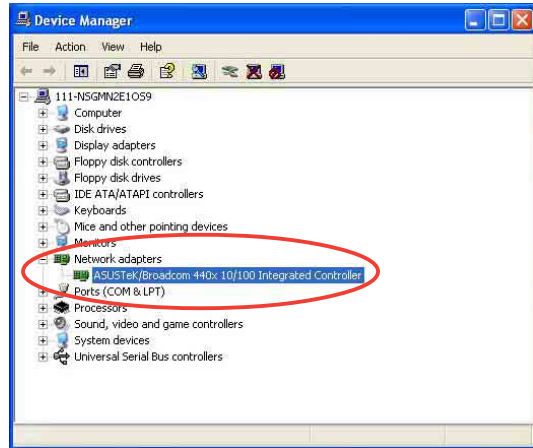 Device Manager
File Action View Help
111-NSGMN2E1OS9
Computer
Disk drives
Display adapters
Floppy disk controllers
Floppy disk drives
IDE ATA/ATAPI controllers
Keyboards
Mice and other pointing devices
Monitors
Network adapters
ASUSTeK/Broadcom 440x 10/100 Integrated Controller
Ports (COM & LPT)
Processors
Sound, video and game controllers
System devices
Universal Serial Bus controllers